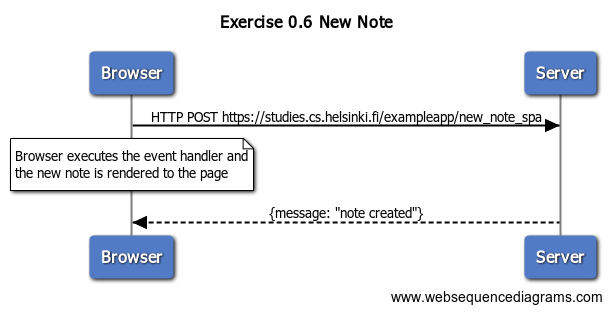 Exercise 0.6 New Note
Browser Server
HTTP POST https://studies.cs.helsinki.fi/exampleapp/new_note_spa
Browser executes the event handler and
the new note is rendered to the page
{message: "note created"}
Browser Server
www.websequencediagrams.com